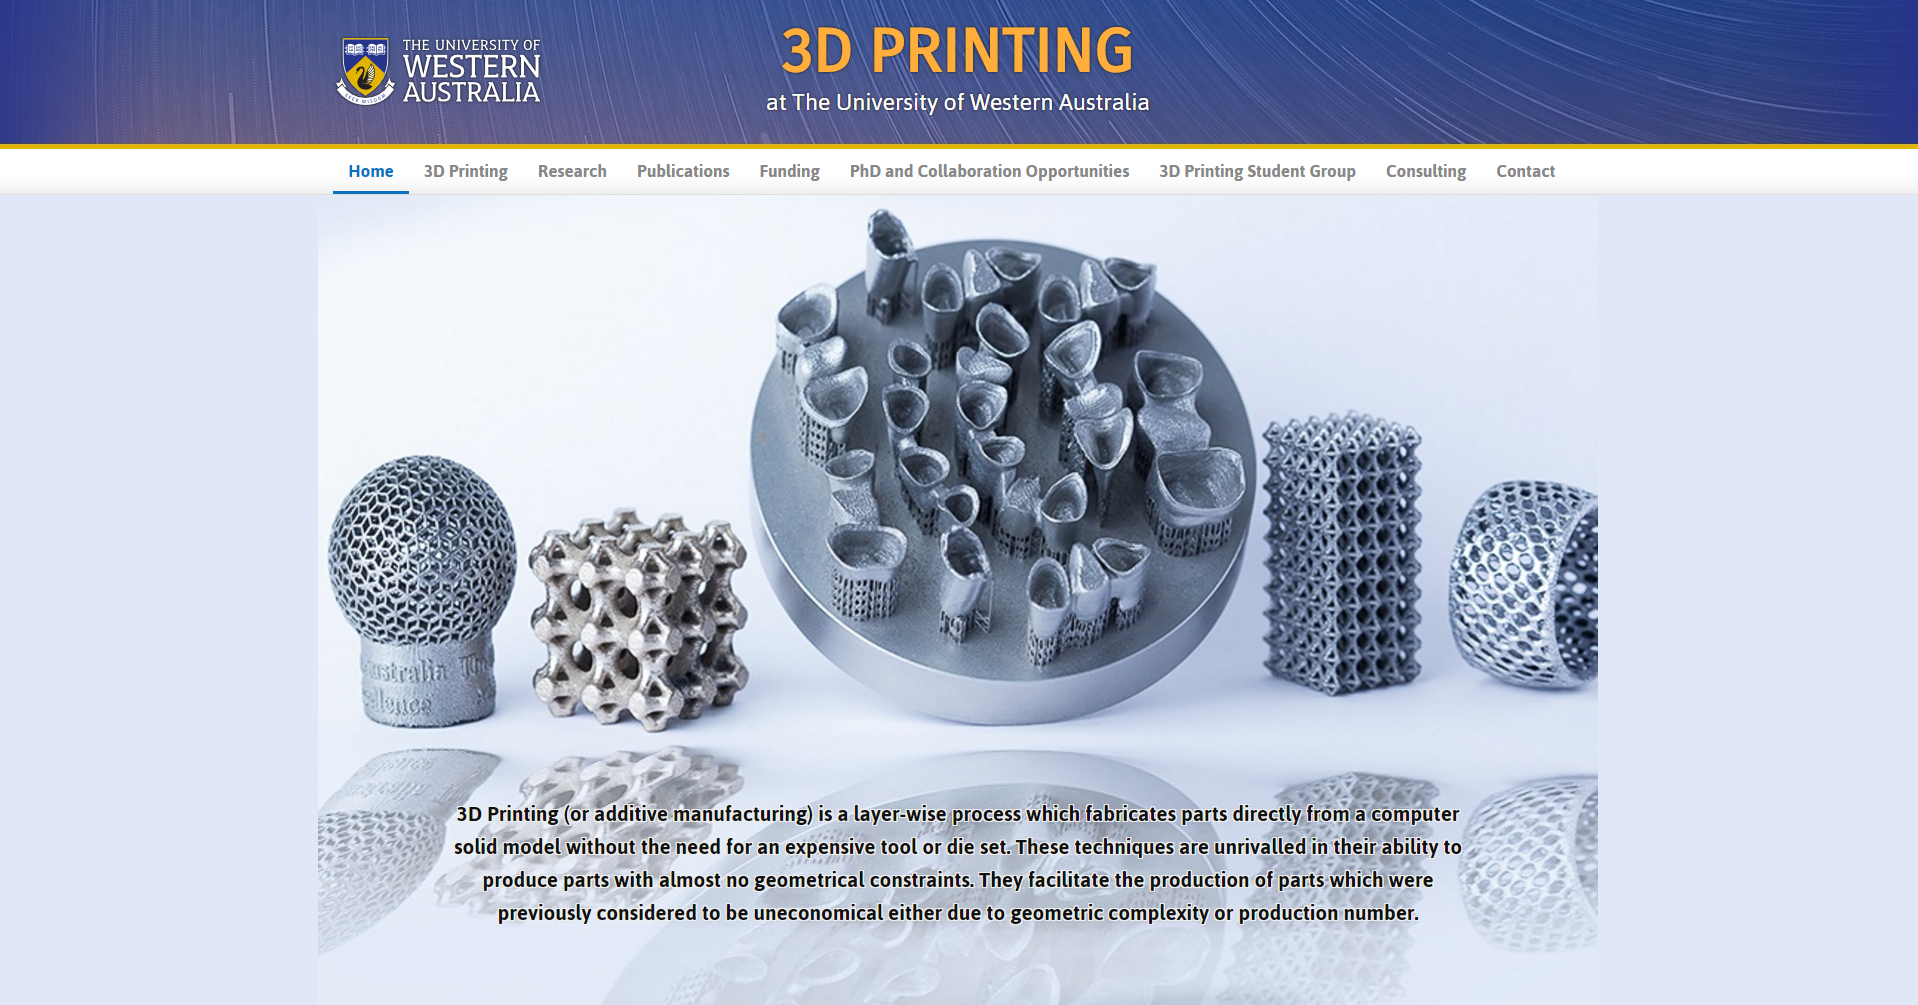 THE UNIVERSITY OF
WESTERN
AUSTRALIA
SEEK WISDOM
3D PRINTING
at The University of Western Australia
Home 3D Printing Research Publications Funding PhD and Collaboration Opportunities 3D Printing Student Group Consulting Contact
Australia The
3D Printing (or additive manufacturing) is a layer-wise process which fabricates parts directly from a computer
solid model without the need for an expensive tool or die set. These techniques are unrivalled in their ability to
produce parts with almost no geometrical constraints. They facilitate the production of parts which were
previously considered to be uneconomical either due to geometric complexity or production number.